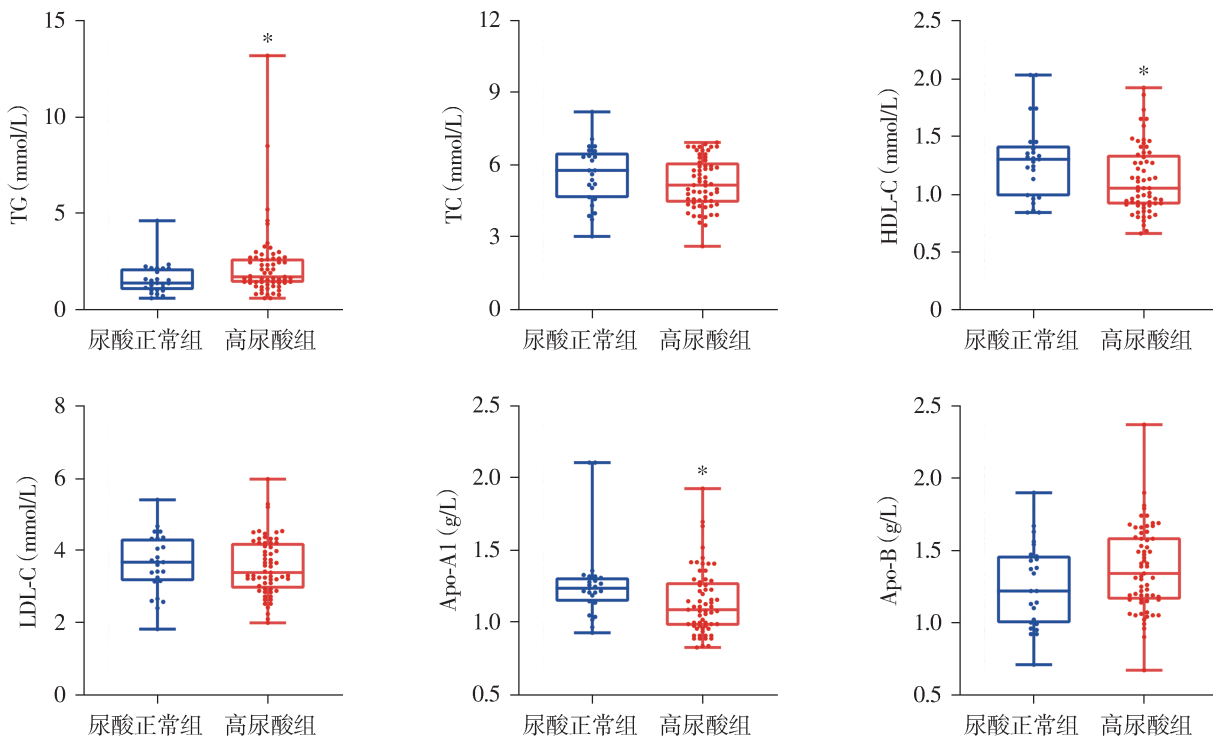 TG（mmol/L）
15
10
5
0
*
尿酸正常组
高尿酸组
TC（mmol/L）
12
9
6
3
0
尿酸正常组
高尿酸组
HDL-C（mmol/L）
2.5
2.0
1.5
1.0
0.5
0
*
尿酸正常组
高尿酸组
LDL-C（mmol/L）
8
6
4
2
0
尿酸正常组
高尿酸组
Apo-A1（g/L）
2.5
2.0
1.5
1.0
0.5
*
尿酸正常组
高尿酸组
Apo-B（g/L）
2.5
2.0
1.5
1.0
0.5
尿酸正常组
高尿酸组